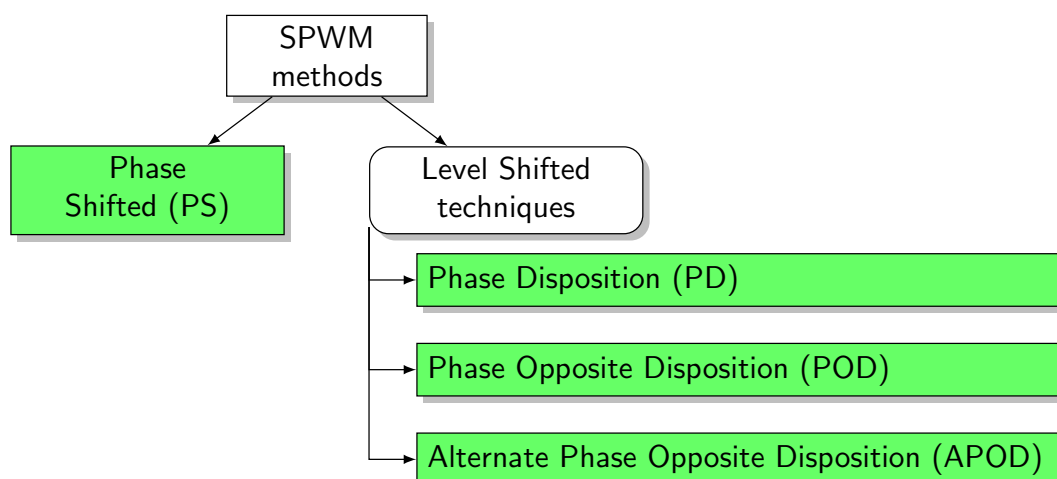 SPWM
methods
Phase
Shifted (PS)
Level Shifted
techniques
Phase Disposition (PD)
Phase Opposite Disposition (POD)
Alternate Phase Opposite Disposition (APOD)